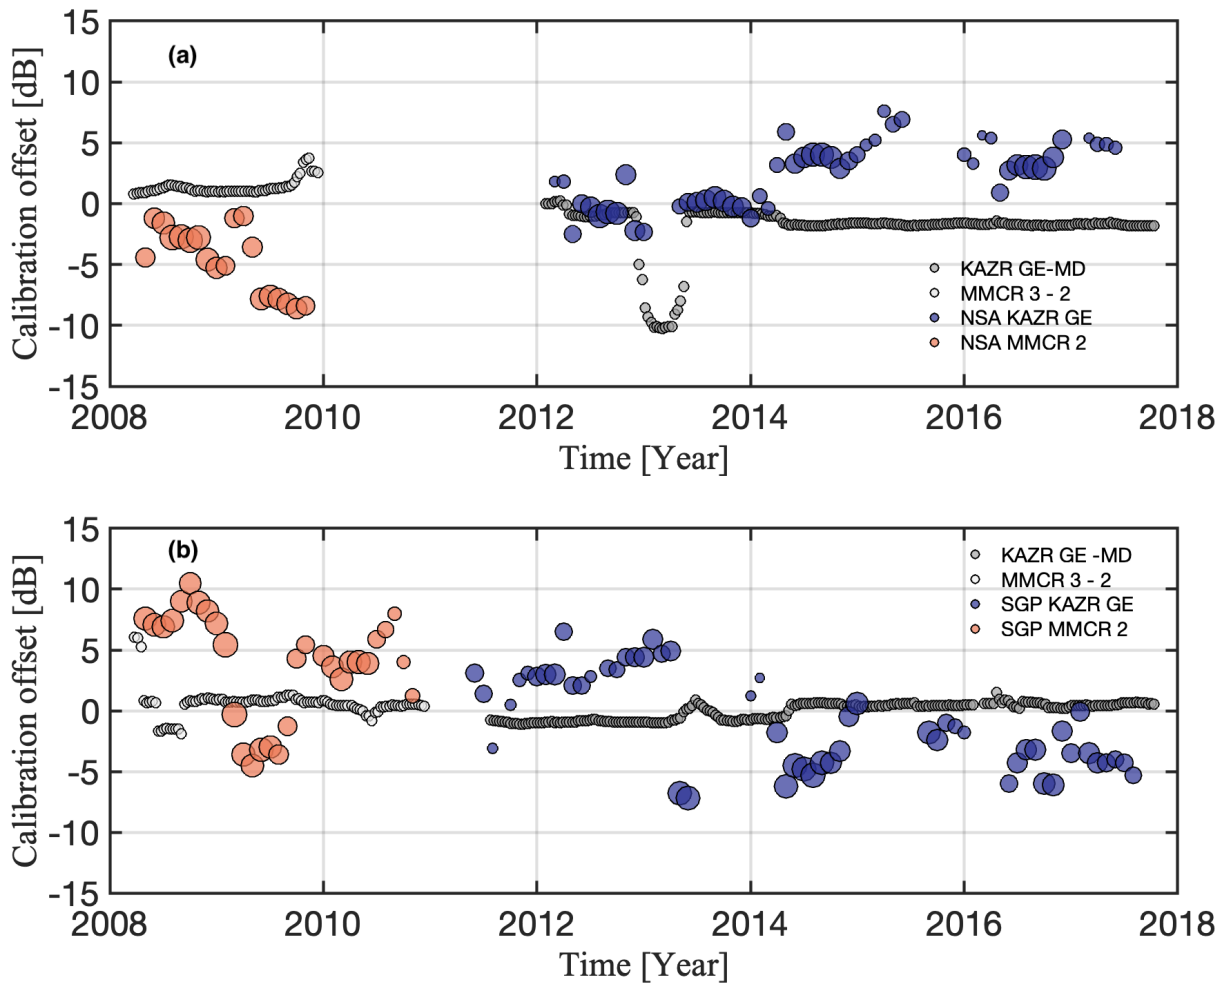 (a)
Calibration offset [dB]
15
10
5
0
-5
-10
-15
KAZR GE-MD
MMCR 3 - 2
NSA KAZR GE
NSA MMCR 2
2008 2010 2012 2014 2016 2018
Time [Year]
(b)
Calibration offset [dB]
15
10
5
0
-5
-10
-15
KAZR GE -MD
MMCR 3 - 2
SGP KAZR GE
SGP MMCR 2
2008 2010 2012 2014 2016 2018
Time [Year]